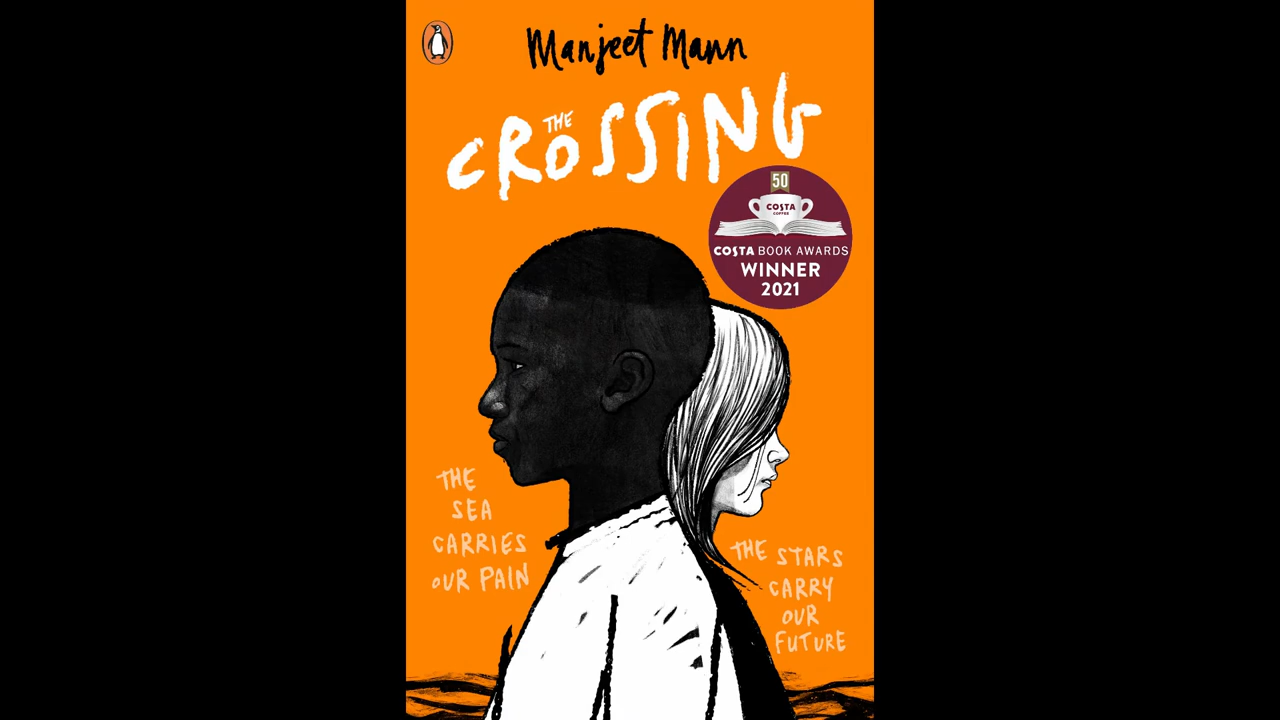 Manjeet Mann
THE
CROSSING
50
COSTA
COFFEE
COSTA BOOK AWARDS
WINNER
2021
THE
SEA
CARRIES
OUR PAIN
THE STARS
CARRY
OUR
FUTURE